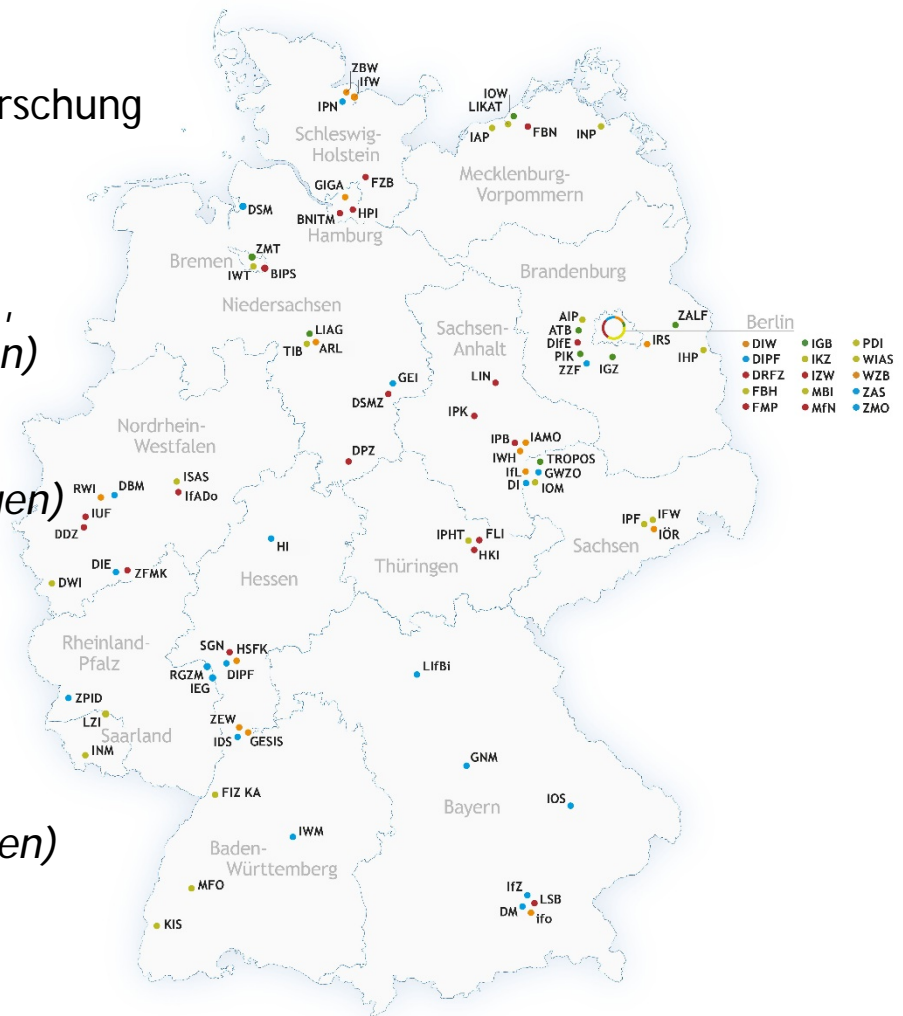 rschung
,
n)
en)
en)
ZBW
IfW
IPN
Schleswig-
Holstein
IOW
LIKAT
IAP
FBN
INP
Mecklenburg-
Vorpommern
GIGA
FZB
BNITM
HPI
Hamburg
DSM
ZMT
Bremen
IWT
BIPS
Niedersachsen
LIAG
TIB
ARL
GEI
DSMZ
DPZ
Sachsen-
Anhalt
LIN
IPK
Brandenburg
AIP
ATB
DIfE
PIK
ZZF
IGZ
IRS
ZALF
IHP
Berlin
DIW
IGB
PDI
DIPF
IKZ
WIAS
DRFZ
IZW
WZB
FBH
MBI
ZAS
FMP
MfN
ZMO
IPB
IAMO
IWH
TROPOS
IfL
GWZO
DI
IOM
Nordrhein-
Westfalen
ISAS
IfADo
RWI
DBM
IUF
DDZ
DIE
ZFMK
DWI
HI
Hessen
IPHT
FLI
HKI
Thüringen
IPF
IFW
IÖR
Sachsen
Rheinland-
Pfalz
SGN
HSFK
RGZM
DIPF
IEG
ZPID
LZI
Saarland
INM
ZEW
IDS
GESIS
LIfBi
GNM
IOS
Bayern
FIZ KA
IWM
Baden-
Württemberg
MFO
KIS
IfZ
LSB
DM
ifo